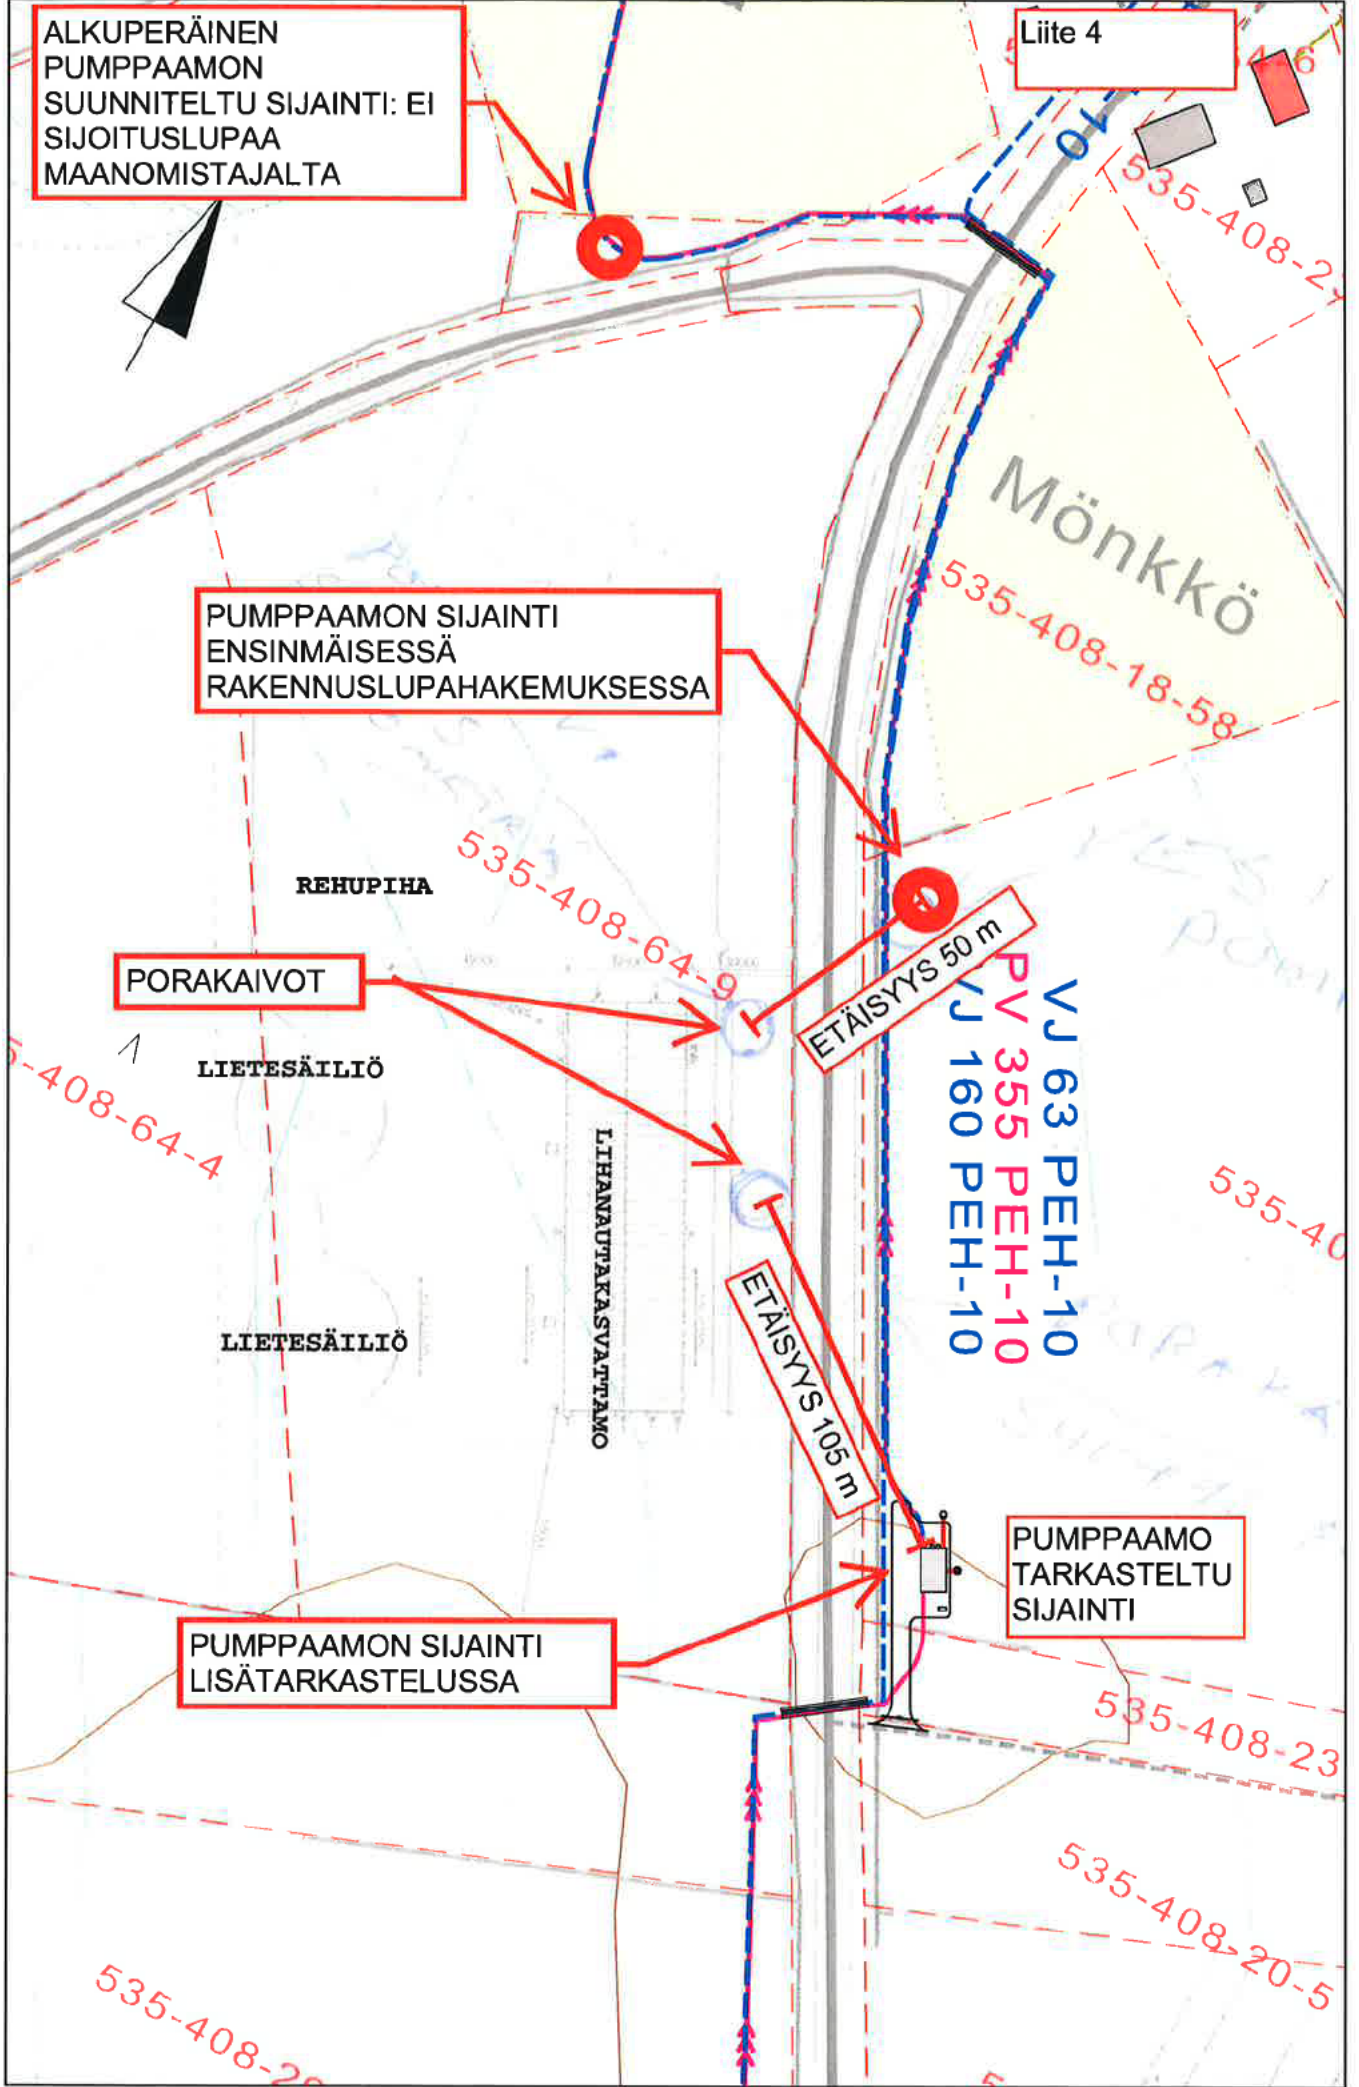 ALKUPERÄINEN
PUMPPAAMON
SUUNNITELTU SIJAINTI: EI
SIJOITUSLUPAA
MAANOMISTAJALTA
Liite 4
10
535-408-2
Mönkkö
535-408-18-58
PUMPPAAMON SIJAINTI
ENSINMÄISESSÄ
RAKENNUSLUPAHAKEMUKSESSA
REHUPIHA
535-408-64-9
PORAKAIVOT
ETÄISYYS 50 m
LIETESÄILIÖ
5-408-64-4
VJ 63 PEH-10
PV 355 PEH-10
VJ 160 PEH-10
LIHANAUTAKASVATTAMO
535-40
LIETESÄILIÖ
ETÄISYYS 105 m
PUMPPAAMO
TARKASTELTU
SIJAINTI
PUMPPAAMON SIJAINTI
LISÄTARKASTELUSSA
535-408-23
535-408-20-5
535-408-2